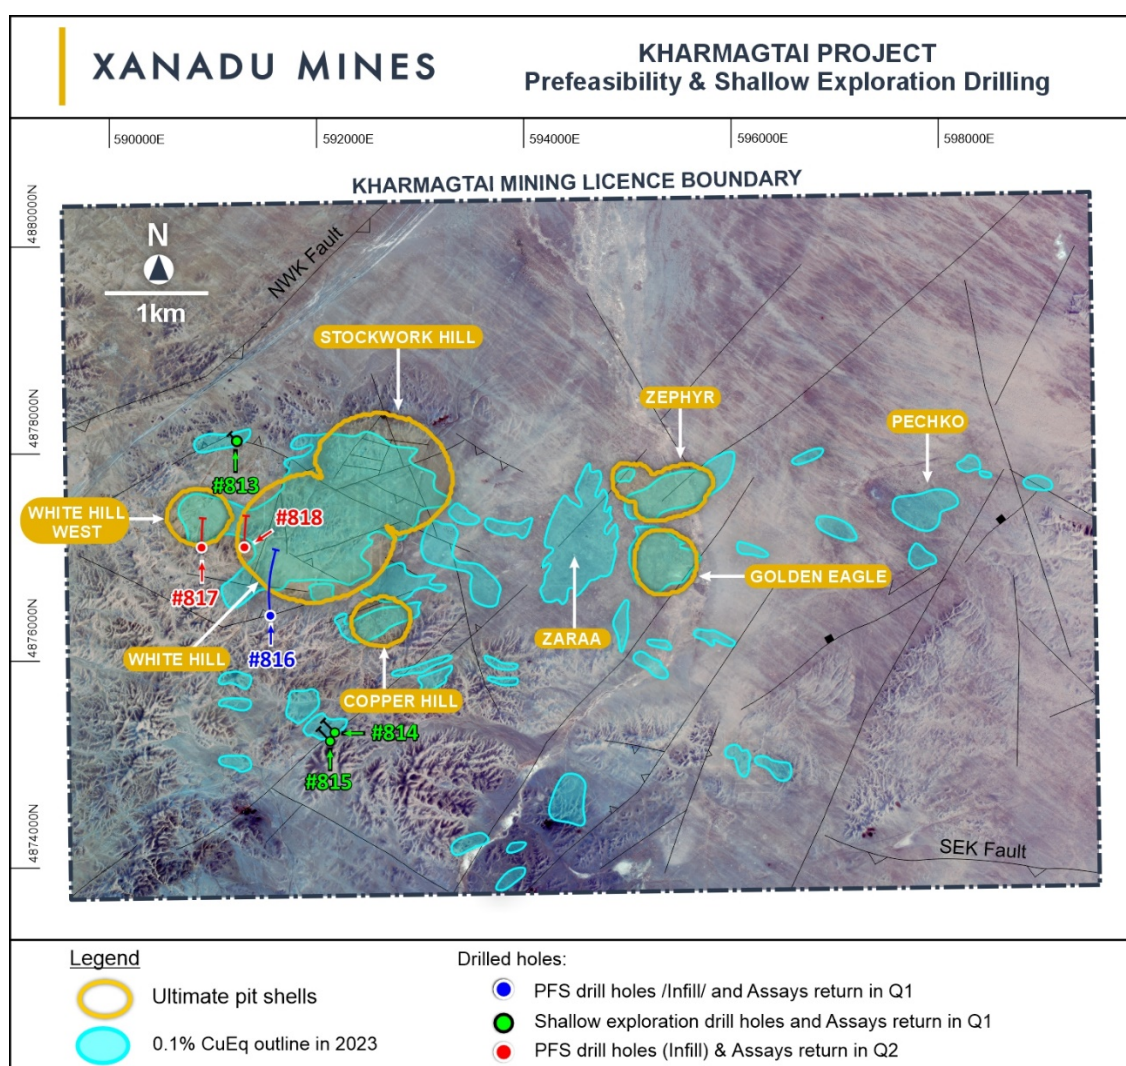 XANADU MINES
KHARMAGTAI PROJECT
Prefeasibility & Shallow Exploration Drilling
590000E
592000E
594000E
596000E
598000E
KHARMAGTAI MINING LICENCE BOUNDARY
4880000N
N
1km
NWK Fault
STOCKWORK HILL
ZEPHYR
4878000N
PECHKO
#813
WHITE HILL
WEST
#818
GOLDEN EAGLE
#817
4876000N
ZARAA
WHITE HILL
#816
COPPER HILL
#814
#815
4874000N
SEK Fault
Legend
Ultimate pit shells
0.1% CuEq outline in 2023
Drilled holes:
PFS drill holes /Infill/ and Assays return in Q1
Shallow exploration drill holes and Assays return in Q1
PFS drill holes (Infill) & Assays return in Q2